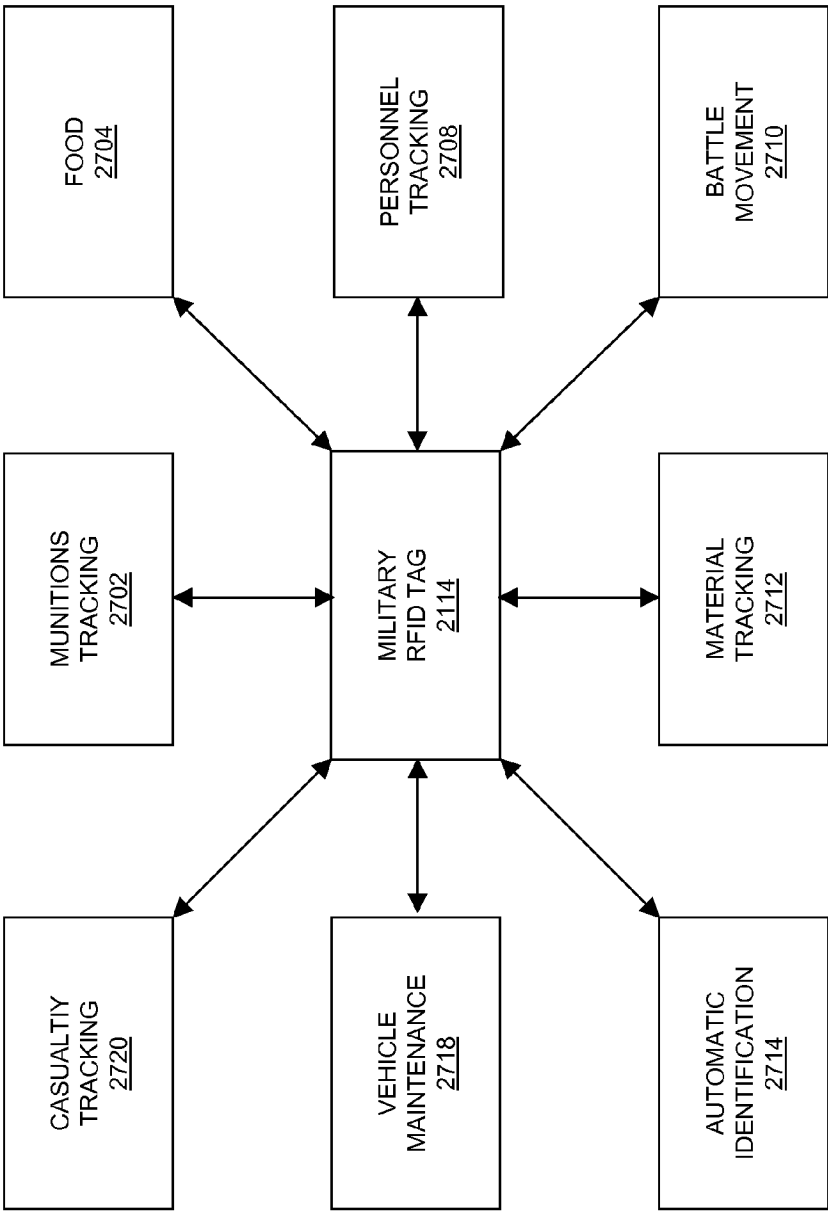 CASUALTIY
TRACKING
2720
MUNITIONS
TRACKING
2702
FOOD
2704
VEHICLE
MAINTENANCE
2718
MILITARY
RFID TAG
2114
PERSONNEL
TRACKING
2708
AUTOMATIC
IDENTIFICATION
2714
MATERIAL
TRACKING
2712
BATTLE
MOVEMENT
2710